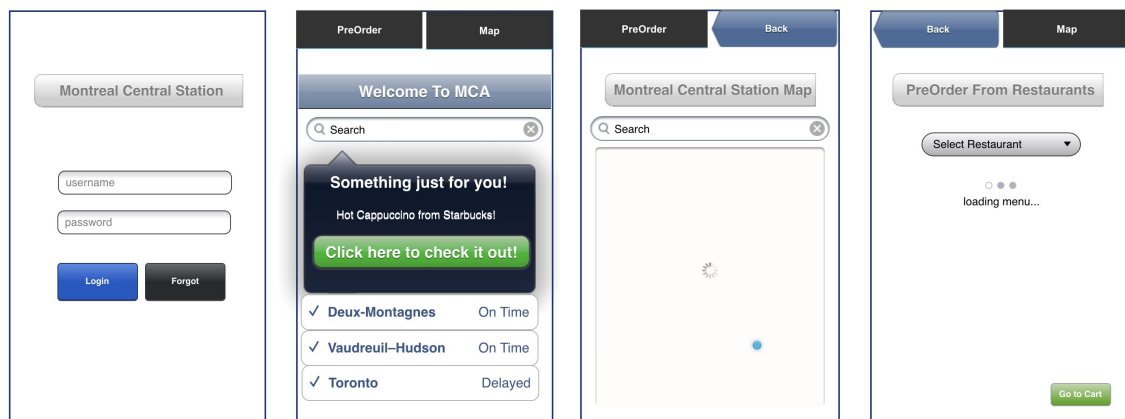 Montreal Central Station
username
password
Login
Forgot
PreOrder
Map
Welcome To MCA
Search
Something just for you!
Hot Cappuccino from Starbucks!
Click here to check it out!
Deux-Montagnes On Time
Vaudreuil–Hudson On Time
Toronto Delayed
PreOrder
Back
Montreal Central Station Map
Search
Back
Map
PreOrder From Restaurants
Select Restaurant
loading menu...
Go to Cart